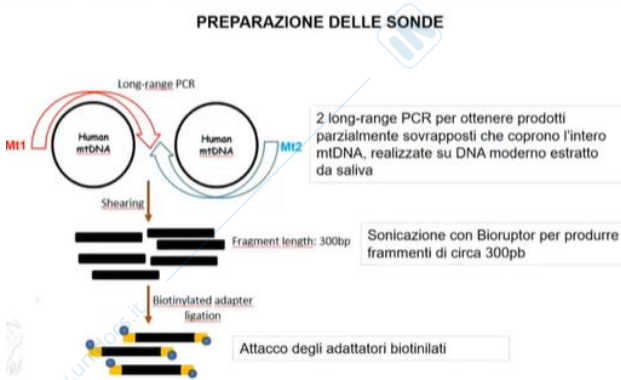 PREPARAZIONE DELLE SONDE
Long-range PCR
Mt1
Human
mtDNA
Human
mtDNA
Mt2
2 long-range PCR per ottenere prodotti
parzialmente sovrapposti che coprono l'intero
mtDNA, realizzate su DNA moderno estratto
da saliva
Shearing
Fragment length: 300bp
Sonicazione con Bioruptor per produrre
frammenti di circa 300pb
Biotinylated adapter
ligation
Attacco degli adattatori biotinilati